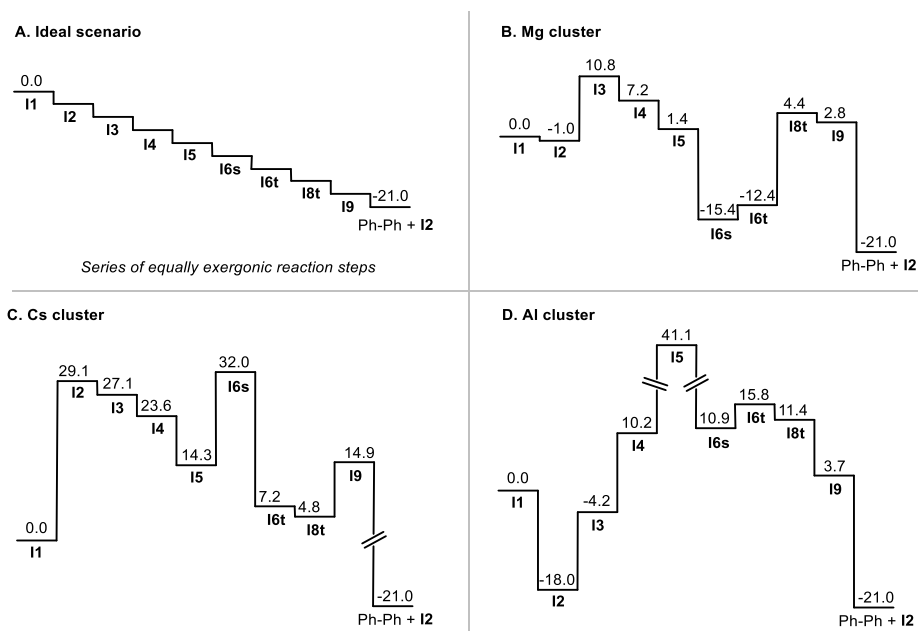 A. Ideal scenario
0.0
I1
I2
I3
I4
I5
I6s
I6t
I8t
I9
-21.0
Ph-Ph + I2
Series of equally exergonic reaction steps
B. Mg cluster
0.0
I1
-1.0
I2
10.8
I3
7.2
I4
1.4
I5
-15.4
I6s
-12.4
I6t
4.4
I8t
2.8
I9
-21.0
Ph-Ph + I2
C. Cs cluster
0.0
I1
29.1
I2
27.1
I3
23.6
I4
14.3
I5
32.0
I6s
7.2
I6t
4.8
I8t
14.9
I9
-21.0
Ph-Ph + I2
D. Al cluster
0.0
I1
-18.0
I2
-4.2
I3
10.2
I4
41.1
I5
10.9
I6s
15.8
I6t
11.4
I8t
3.7
I9
-21.0
Ph-Ph + I2